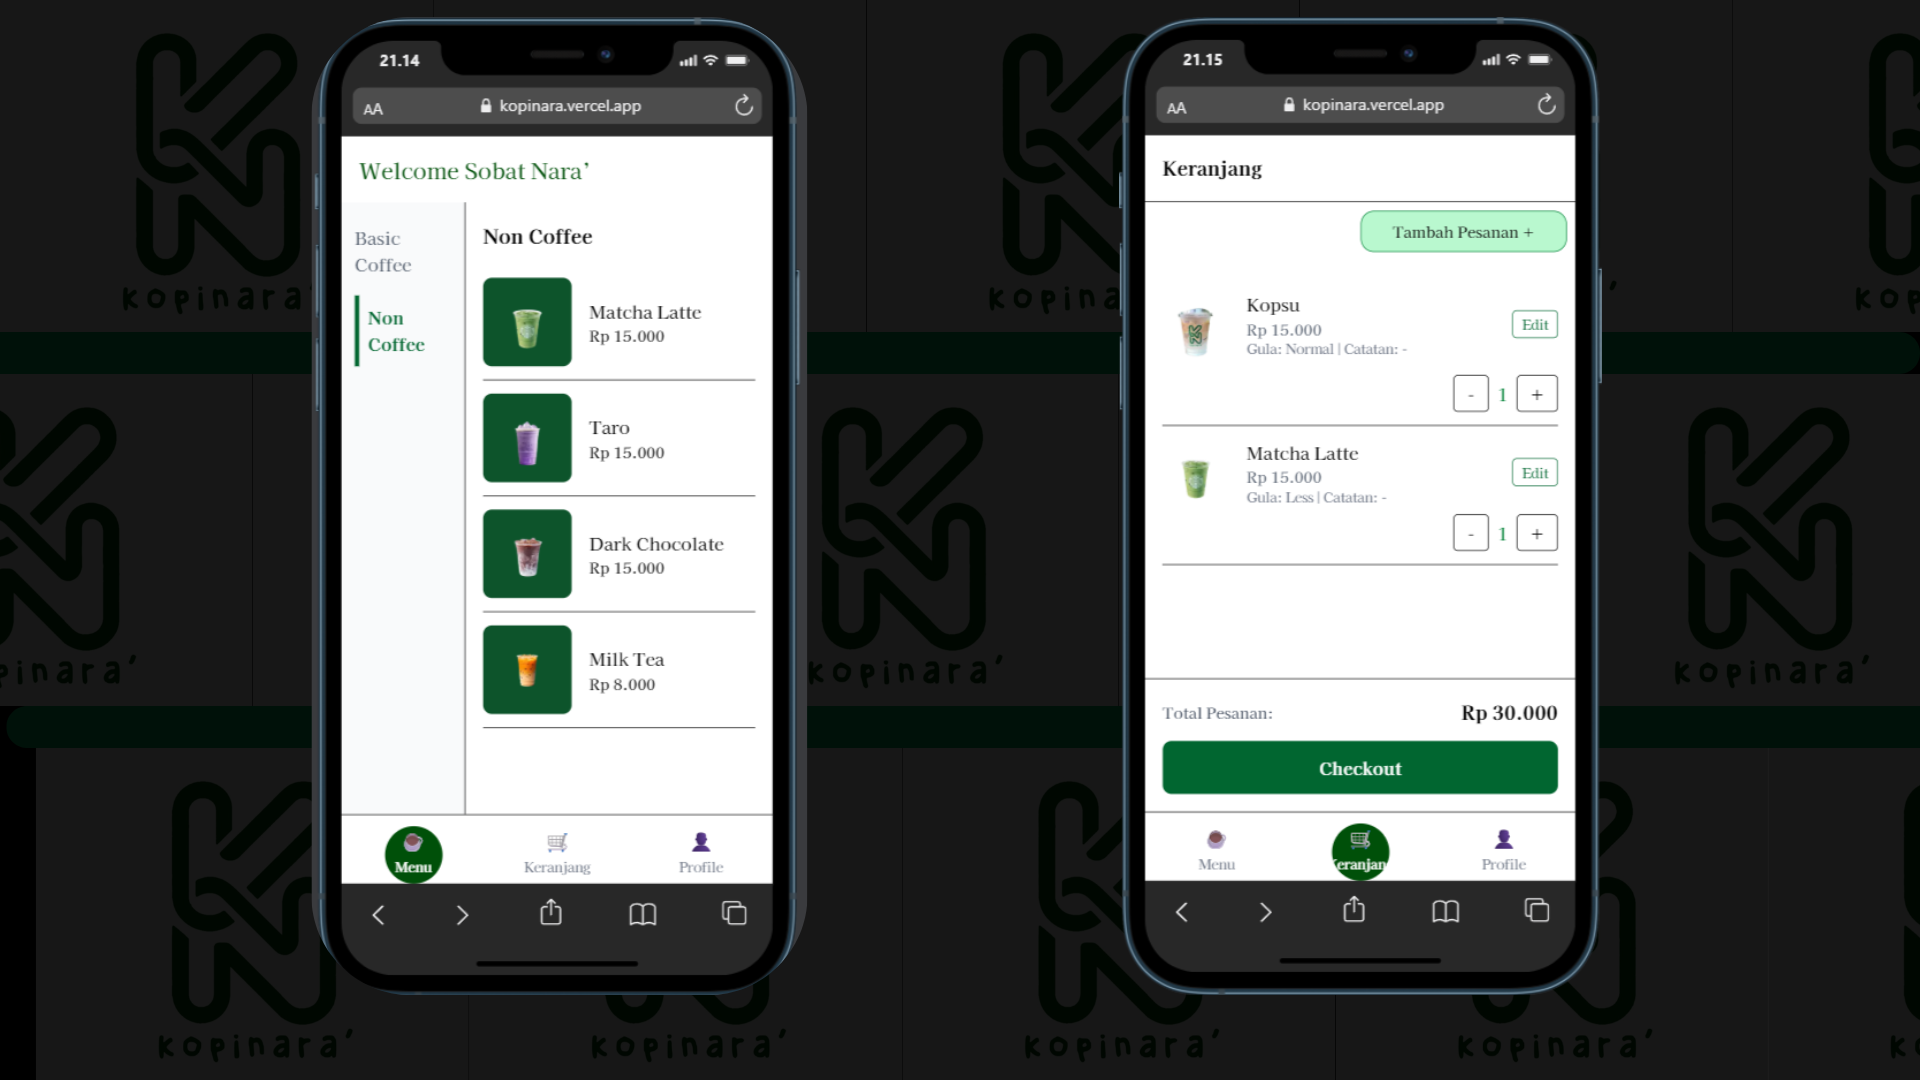 21.14
AA
kopinara.vercel.app
Welcome Sobat Nara’
Basic
Coffee
Non
Coffee
Non Coffee
Matcha Latte
Rp 15.000
Taro
Rp 15.000
Dark Chocolate
Rp 15.000
Milk Tea
Rp 8.000
Menu
Keranjang
Profile
21.15
AA
kopinara.vercel.app
Keranjang
Tambah Pesanan +
Kopsu
Rp 15.000
Gula: Normal | Catatan: -
Edit
- 1 +
Matcha Latte
Rp 15.000
Gula: Less | Catatan: -
Edit
- 1 +
Total Pesanan:
Rp 30.000
Checkout
Menu
eranjan
Profile
kopinara
kopina
kop
pinara’
kopinara’
kopinara’
kopinara’
kopinara’
kopinara’
kopinara’